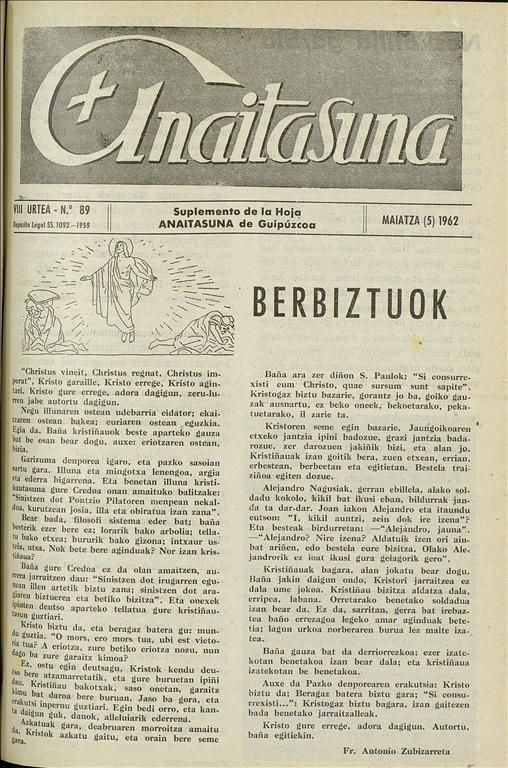 Anaitasuna
VIII URTEA - N.º 89
Depósito Legal SS. 1092-1959
Suplemento de la Hoja
ANAITASUNA de Guipúzcoa
MAIATZA (5) 1962
BERBIZTUOK
"Christus vincit, Christus regnat, Christus im-
perat", Kristo garaille, Kristo errege, Kristo agin-
tari. Kristo gure errege, adora dagigun, zeru-lu-
rren jabe autortu dagigun.
Negu illunaren ostean udebarria eidator; ekai-
tzaren ostean bakea; euriaren ostean eguzkia.
Egia da. Baña kristiñauok beste aparteko gauza
bat be esan bear dogu, auxe: eriotzaren ostean,
bizia.
Garizuma denpora igaro, eta pazko sasoian
sartu gara. Illuna eta mingotxa lenengoa, argia
eta ederra bigarrena. Eta benetan illuna kristi-
ñautasuna gure Credoa onan amaituko balitzake:
"Sinistzen dot Pontzio Pilatoren menpean nekal-
dua, kurutzean josia, illa eta obiratua izan zana".
Bear bada, filosofi sistema eder bat; baña
besterik ezer bere ez; lorarik bako arbolia; tella-
tu bako etxea; bururik bako gizona; intxaur us-
tela, utsa. Nok bete bere aginduak? Nor izan kris-
tiñaua?
Baña gure Credoa ez da olan amaitzen, au-
rrera jarraitzen dau: "Sinistzen dot irugarren egu-
nean illen artetik biztu zana; sinistzen dot ara-
giaren biztuerea eta betiko bizitza". Eta onexek
ipinten deutso aparteko tellatua gure kristiñau-
tasun guztiari.
Kristo biztu da, eta beragaz batera gu: mun-
du guztia. "O mors, ero mors tua, ubi est victo-
ria tua? A eriotza, zure betiko eriotza nozu, nun
dago ba zure garaitz kimoa?
Ez, ostu egin deutsagu, Kristok kendu deu-
tso bere atzamarretatik, eta gure buruetan ipiñi
dau. Kristiñau bakotxak, saso onetan, garaitz
kimu bat daroa bere buruan. Jaso ba gora, eta
erakutsi inpernu guztiari. Egin bedi orro, eta kan-
ta daigun guk, danok, alleluiarik ederrena.
Azkatuak gara, deabruaren morroitza amaitu
da, Kristok azkatu gaitu, eta orain bere seme
gara.
Baña ara zer diñon S. Paulok: "Si consurre-
xisti eum Christo, quae sursum sunt sapite".
Kristogaz biztu bazarie, gorantz jo ba, goiko gau-
zak ausnartu, ez beko oneek, bekoetarako, peka-
tuetarako, il zarie ta.
Kristoren seme egin bazarie, Jaungoikoaren
etxeko jantzia ipini badozue, grazi jantzia bada-
rozue, zer darozuen jakiñik bizi, eta alan jo.
Kristiñauak izan goitik bera, zuen etxean, errian,
erbestean, berbeetan eta egitietan. Bestela trai-
ziñoa egiten dozue.
Alejandro Nagusiak, gerran ebillela, alako sol-
dadu kokolo, kikil bat ikusi eban, bildurrak jan-
da ta dar-dar. Joan iakon Alejandro eta itaundu
eutson: "I, kikil auntzi, zein dok ire izena"?
Eta besteak birdurretan: —"Alejandro, jauna".
—"Alejandro? Nire izena? Aldatuik izen ori ain-
bat ariñen, edo bestela eure bizitza. Olako Ale-
jandrorik ez ioat ikusi gura geiagorik gero".
Kristiñauak bagara, alan jokatu bear dogu.
Baña jakin daigun ondo, Kristori jarraitzea ez
dala ume jokoa. Kristiñau bizitza aldatza dala,
erripea, labana. Orretarako benetako soldadua
izan bear da. Ez da, sarritan, gerra bat irebaz-
tea baño errezagoa legeko amar aginduak bete-
tea; lagun urkoa norberaren burua lez maite iza-
tea.
Baña gauza bat da derriorrezkoa; ezer izate-
kotan benetakoa izan bear dala; eta kristiñaua
izatekotan be benetakoa.
Auxe da Pazko denporearen erakutsia: Kristo
biztu da; Beragaz batera biztu gara; "Si consu-
rrexisti..."; Kristogaz biztu bagara, izan gaitezen
bada benetako jarraitzalleak.
Kristo gure errege, adora dagigun. Autortu,
baña egitiekin.
Fr. Antonio Zubizarreta